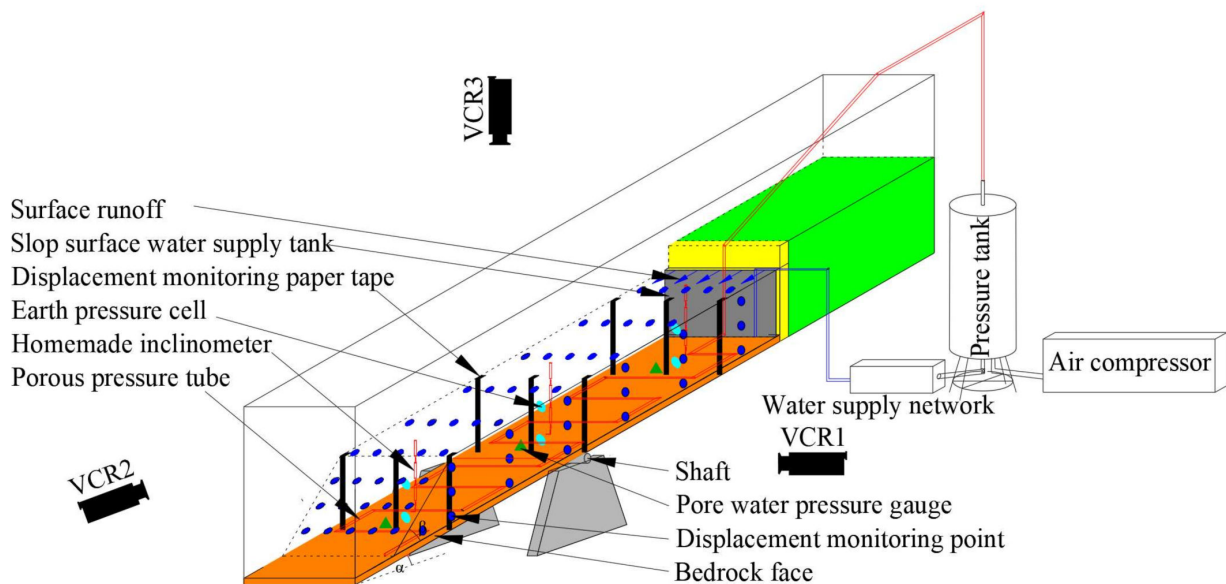 VCR3
Surface runoff
Slop surface water supply tank
Displacement monitoring paper tape
Earth pressure cell
Homemade inclinometer
Porous pressure tube
Pressure tank
Air compressor
Water supply network
VCR1
VCR2
Shaft
Pore water pressure gauge
Displacement monitoring point
Bedrock face
β
α